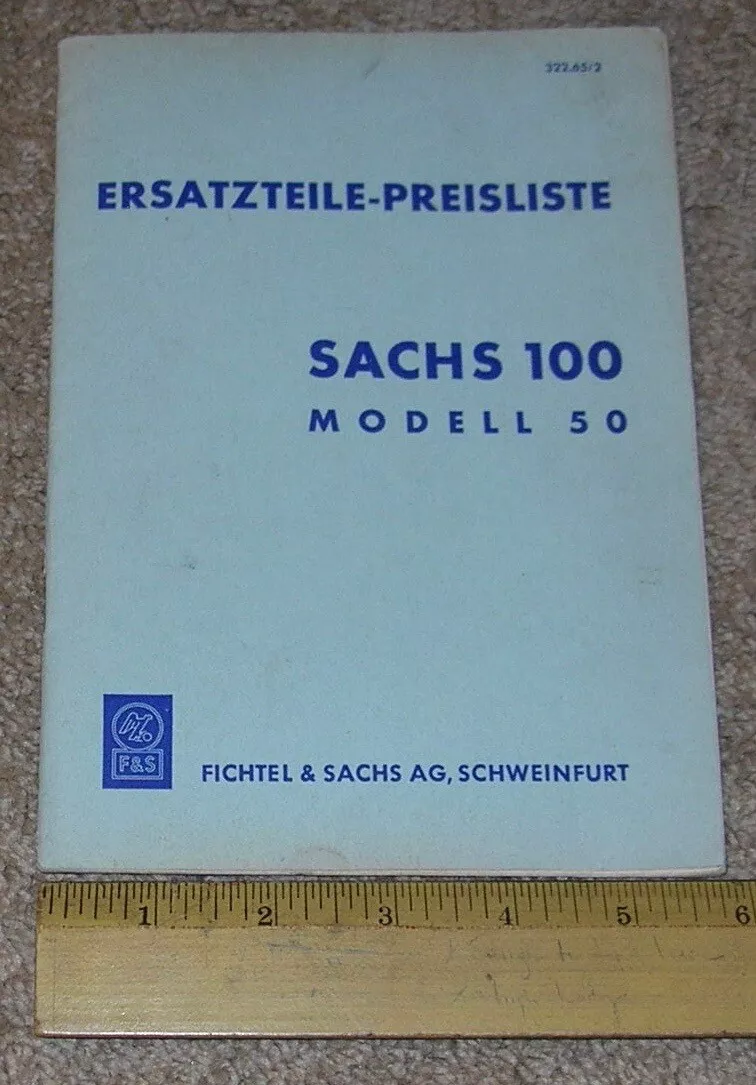 322.65/2
ERSATZTEILE-PREISLISTE
SACHS 100
MODELL 50
F&S
FICHTEL & SACHS AG, SCHWEINFURT
1 2 3 4 5 6